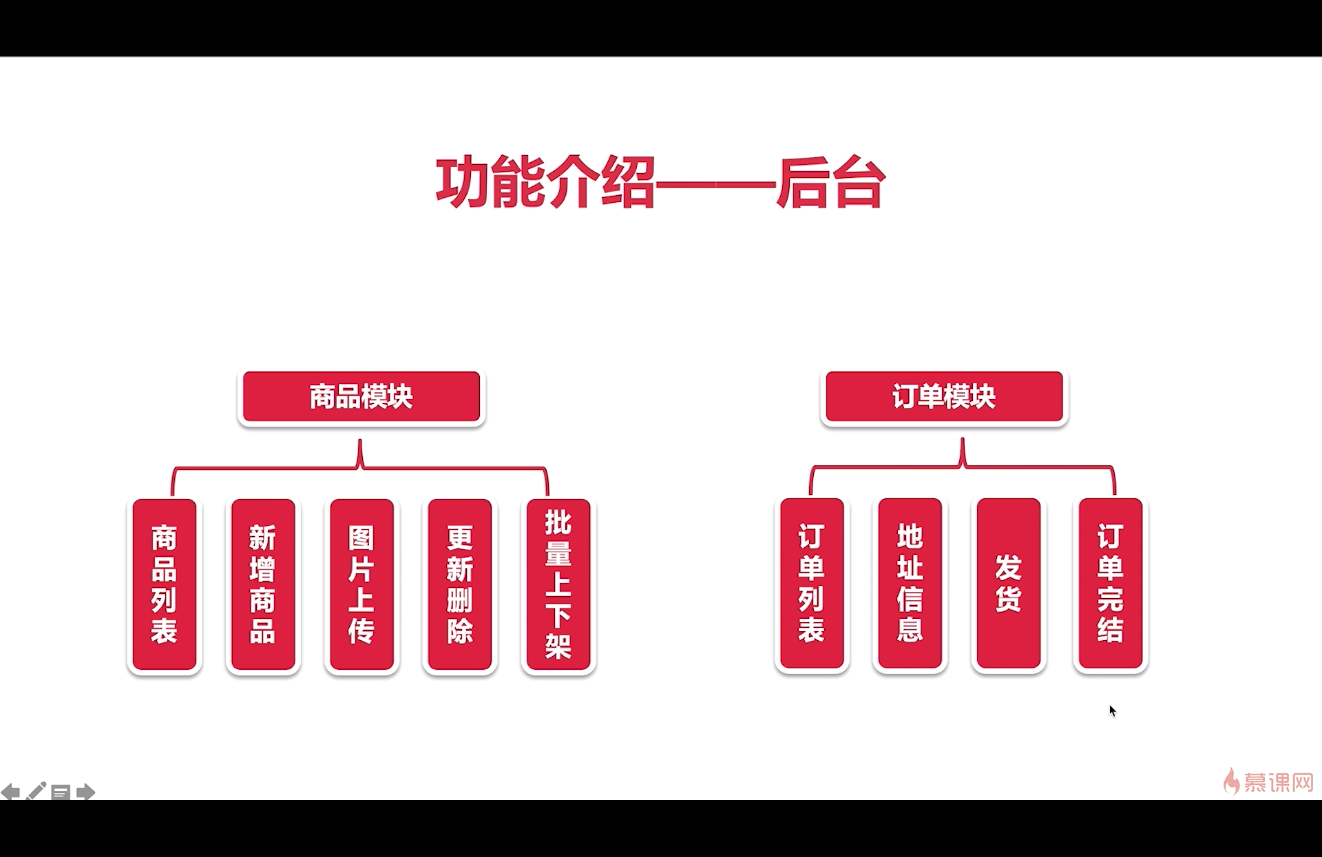 功能介绍——后台
商品模块
商品列表
新增商品
图片上传
更新删除
批量上下架
订单模块
订单列表
地址信息
发货
订单完结
慕课网